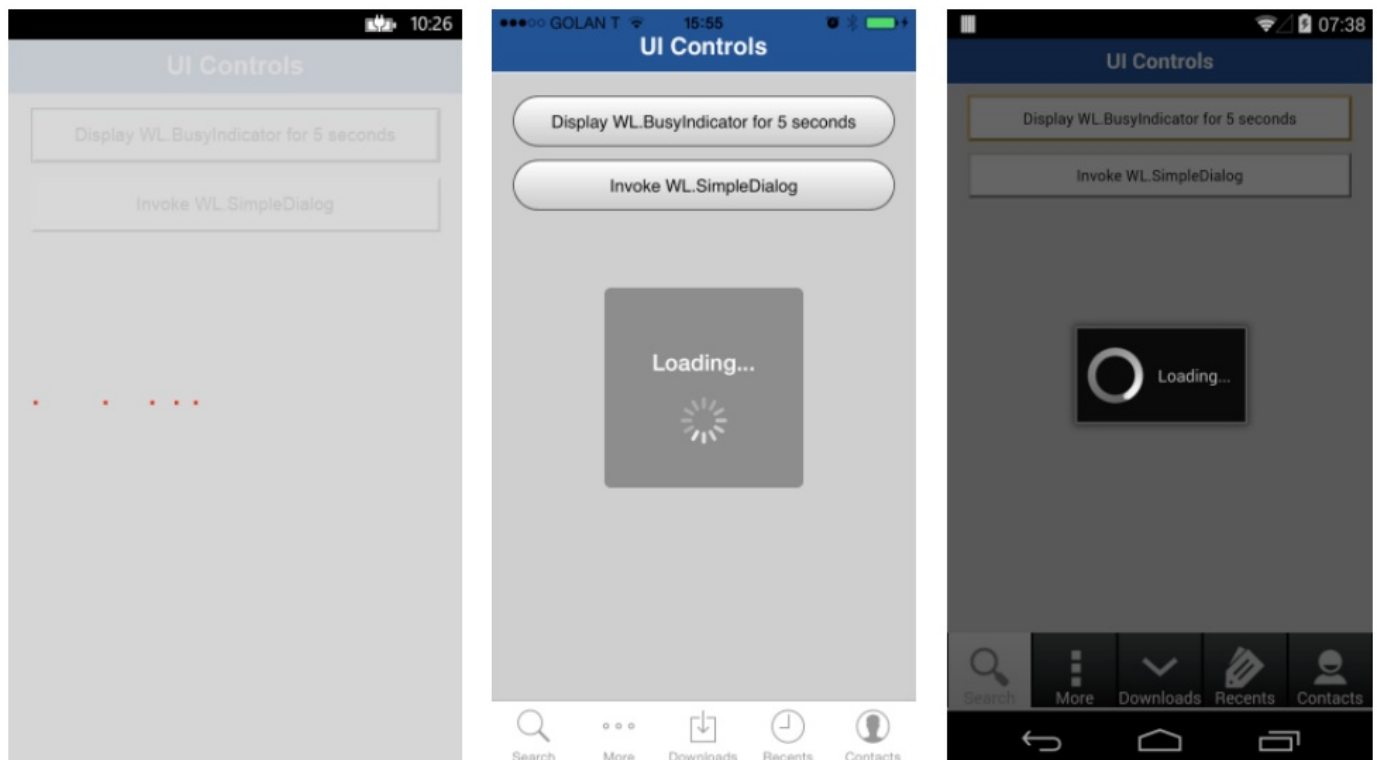 10:26
UI Controls
Display WL.BusyIndicator for 5 seconds
Invoke WL.SimpleDialog
GOLAN T 15:55
UI Controls
Display WL.BusyIndicator for 5 seconds
Invoke WL.SimpleDialog
Loading...
Search More Downloads Recents Contacts
07:38
UI Controls
Display WL.BusyIndicator for 5 seconds
Invoke WL.SimpleDialog
Loading...
Search More Downloads Recents Contacts